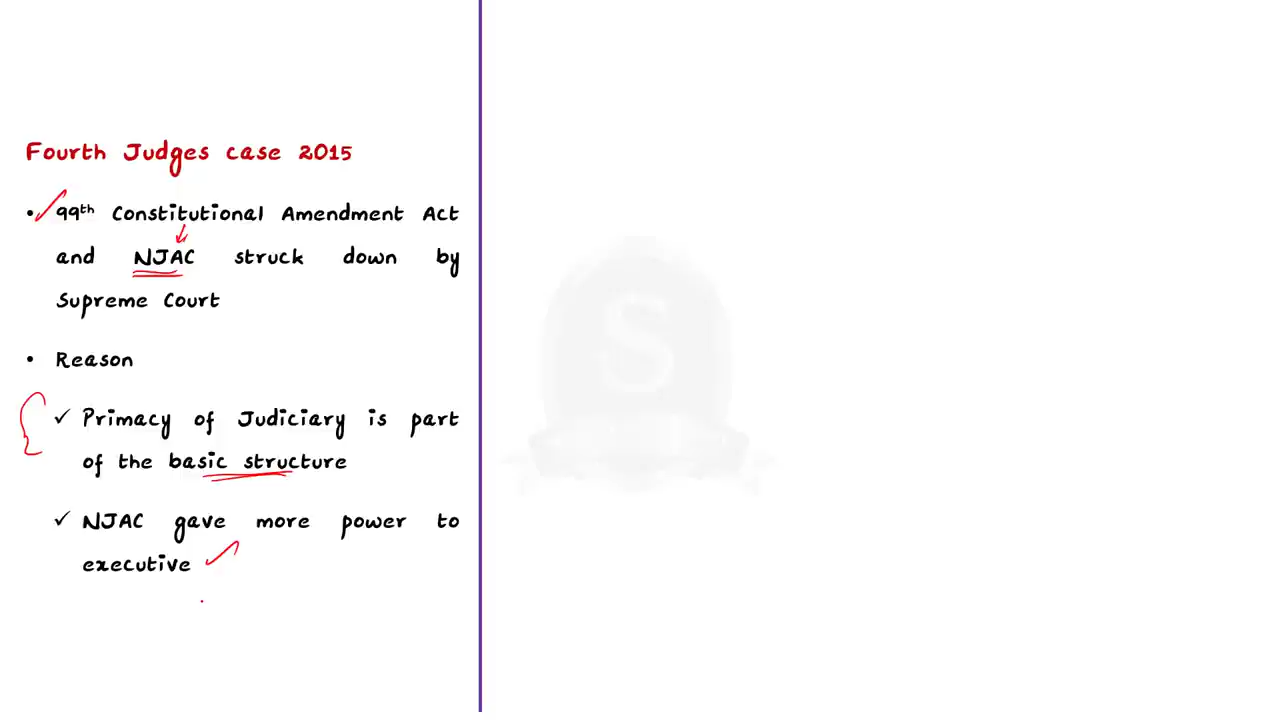 Fourth Judges case 2015
• 99th Constitutional Amendment Act
and NJAC struck down by
Supreme Court
• Reason
✓ Primacy of Judiciary is part
of the basic structure
✓ NJAC gave more power to
executive
S